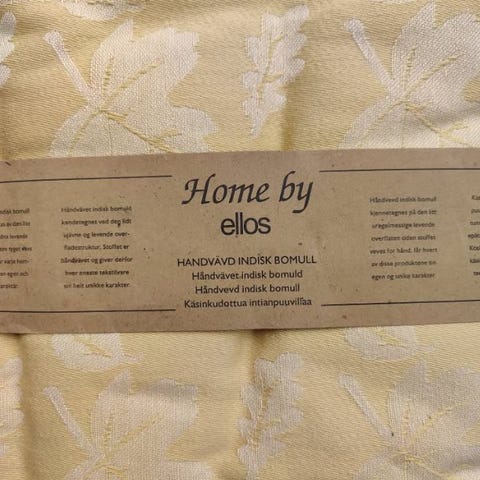 Home by
ellos
HANDVÄVD INDISK BOMULL
Håndvævet indisk bomuld
Håndvevd indisk bomull
Käsinkudottua intianpuuvillaa
Håndvævet indisk bomuld
kendetegnes ved deg lidt
ujævne og levende over-
fladestruktur. Stoffet er
håndvævet og giver derfor
hver eneste tekstilvare
sin helt unikke karakter.
Håndvevd indisk bomull
kjennetegnes på den litt
uregelmessige levende
overflaten siden stoffet
veves for hånd. Får hvert
av disse produktene sin
egen og unike karakter.